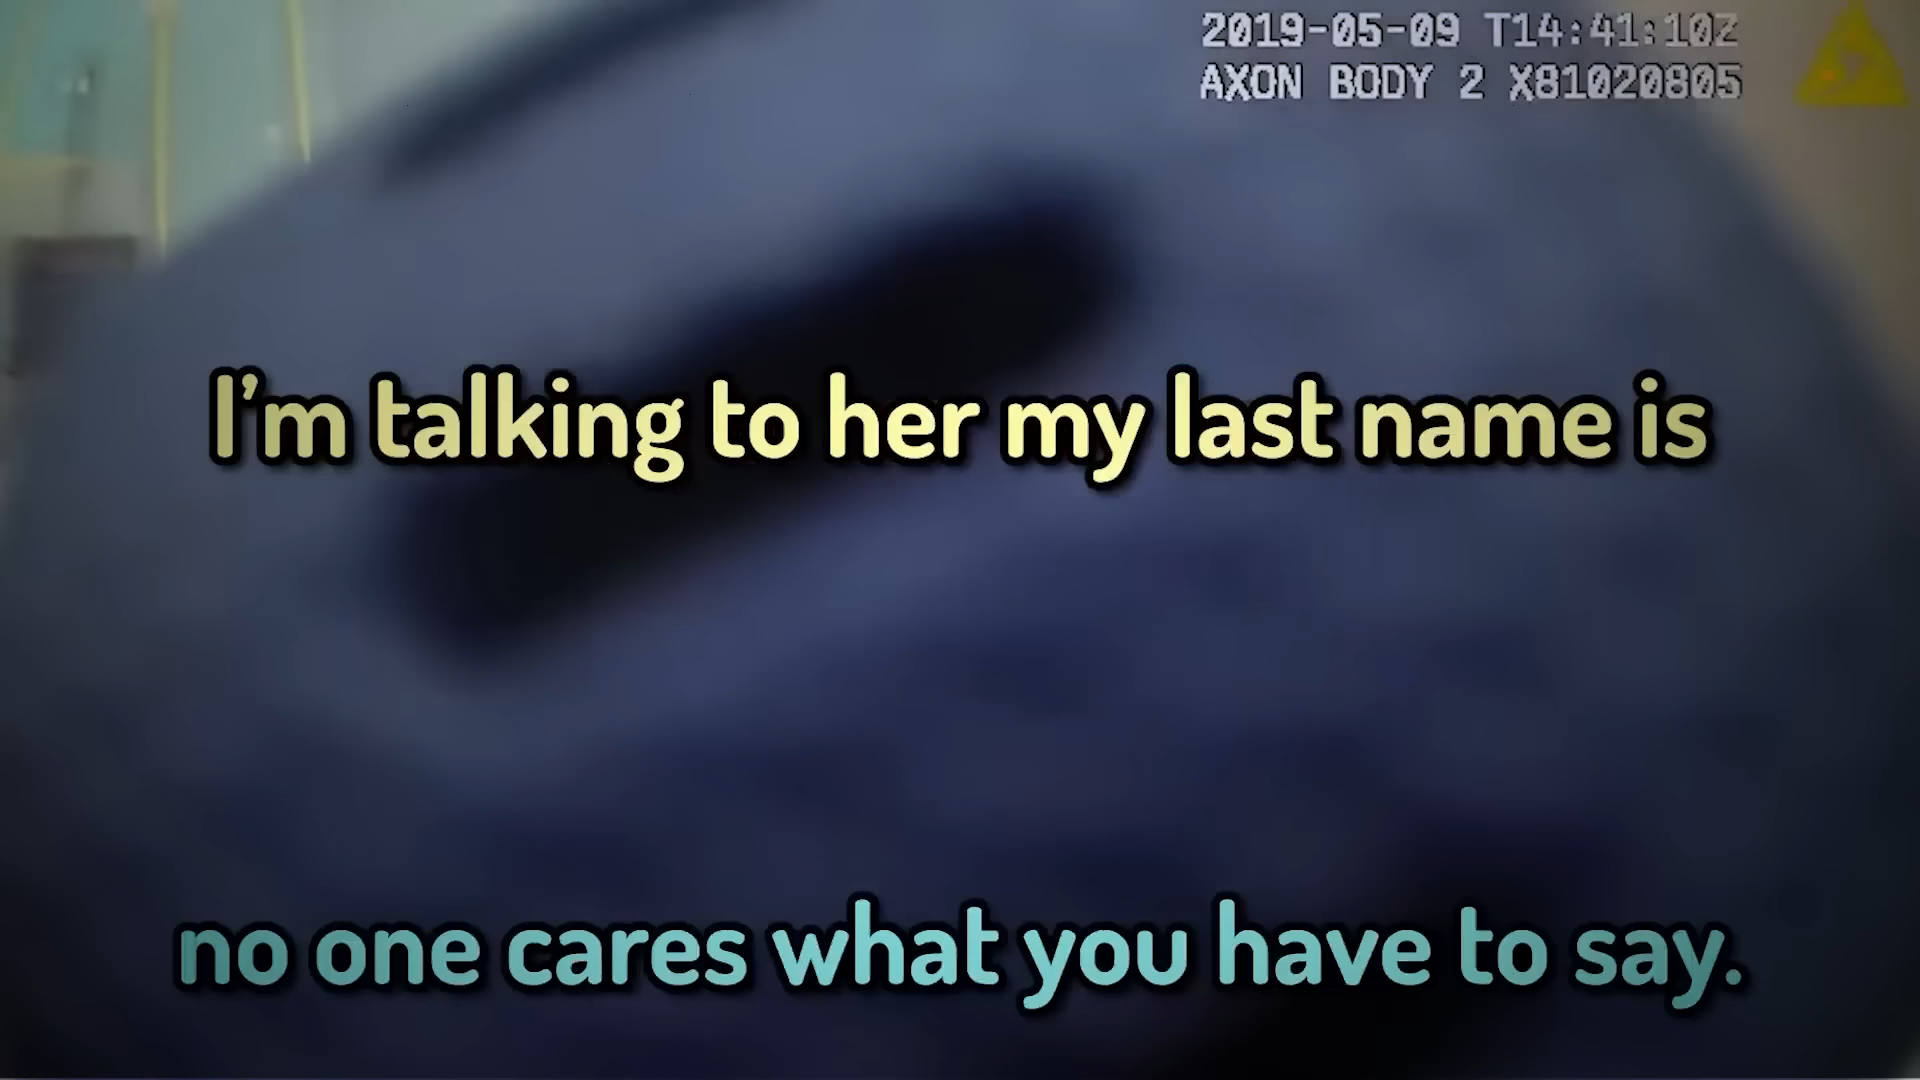 2019-05-09 T14:41:10Z
AXON BODY 2 X81020805
I'm talking to her my last name is
no one cares what you have to say.